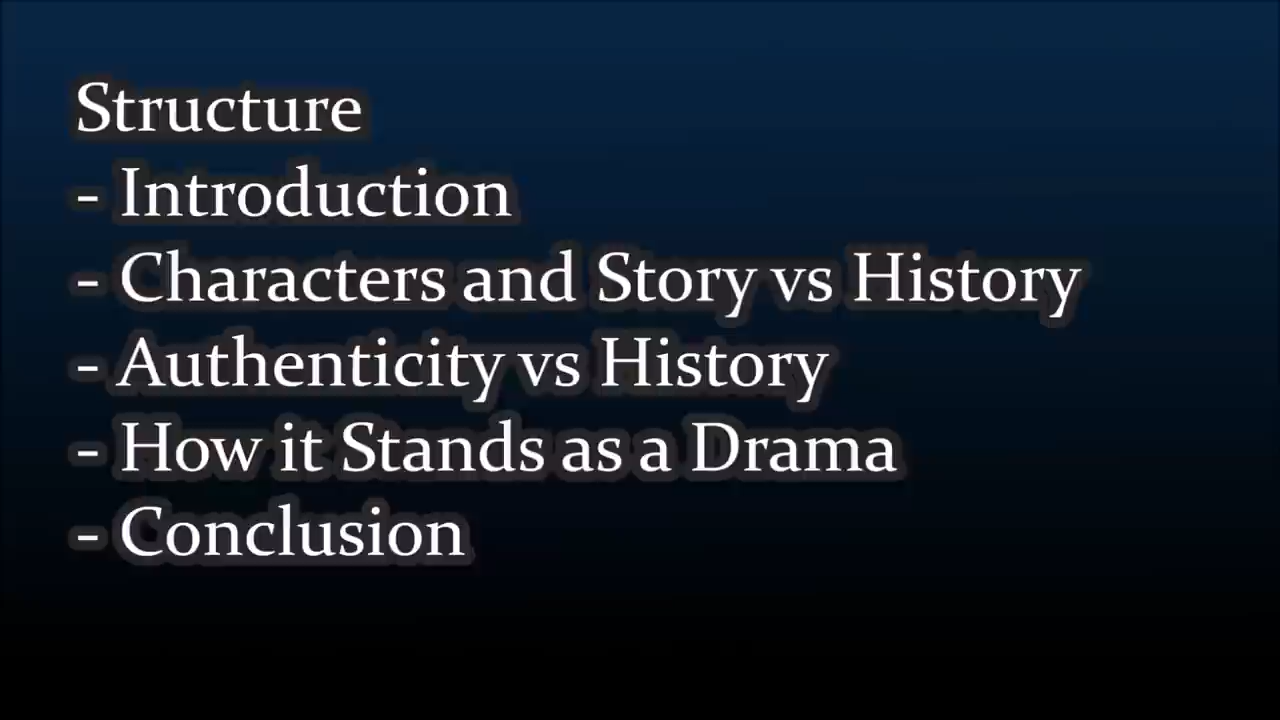 Structure
- Introduction
- Characters and Story vs History
- Authenticity vs History
- How it Stands as a Drama
- Conclusion